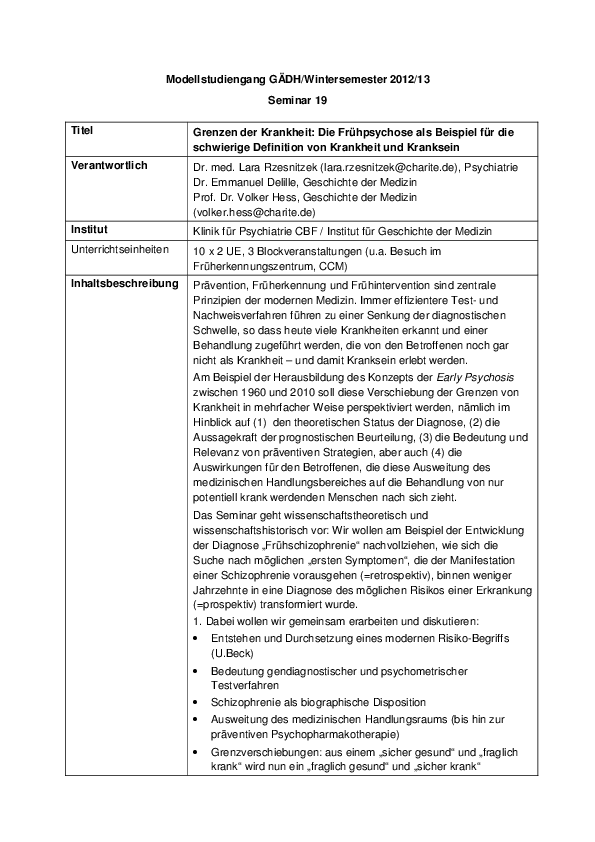 Modellstudiengang GÄDH/Wintersemester 2012/13
Seminar 19
Titel
Grenzen der Krankheit: Die Frühpsychose als Beispiel für die
schwierige Definition von Krankheit und Kranksein
Verantwortlich
Dr. med. Lara Rzesnitzek (lara.rzesnitzek@charite.de), Psychiatrie
Dr. Emmanuel Delille, Geschichte der Medizin
Prof. Dr. Volker Hess, Geschichte der Medizin
(volker.hess@charite.de)
Institut
Klinik für Psychiatrie CBF / Institut für Geschichte der Medizin
Unterrichtseinheiten
10 x 2 UE, 3 Blockveranstaltungen (u.a. Besuch im
Früherkennungszentrum, CCM)
Inhaltsbeschreibung
Prävention, Früherkennung und Frühintervention sind zentrale
Prinzipien der modernen Medizin. Immer effizientere Test- und
Nachweisverfahren führen zu einer Senkung der diagnostischen
Schwelle, so dass heute viele Krankheiten erkannt und einer
Behandlung zugeführt werden, die von den Betroffenen noch gar
nicht als Krankheit – und damit Kranksein erlebt werden.
Am Beispiel der Herausbildung des Konzepts der Early Psychosis
zwischen 1960 und 2010 soll diese Verschiebung der Grenzen von
Krankheit in mehrfacher Weise perspektiviert werden, nämlich im
Hinblick auf (1) den theoretischen Status der Diagnose, (2) die
Aussagekraft der prognostischen Beurteilung, (3) die Bedeutung und
Relevanz von präventiven Strategien, aber auch (4) die
Auswirkungen für den Betroffenen, die diese Ausweitung des
medizinischen Handlungsbereiches auf die Behandlung von nur
potentiell krank werdenden Menschen nach sich zieht.
Das Seminar geht wissenschaftstheoretisch und
wissenschaftshistorisch vor: Wir wollen am Beispiel der Entwicklung
der Diagnose „Frühschizophrenie“ nachvollziehen, wie sich die
Suche nach möglichen „ersten Symptomen“, die der Manifestation
einer Schizophrenie vorausgehen (=retrospektiv), binnen weniger
Jahrzehnte in eine Diagnose des möglichen Risikos einer Erkrankung
(=prospektiv) transformiert wurde.
1. Dabei wollen wir gemeinsam erarbeiten und diskutieren:
• Entstehen und Durchsetzung eines modernen Risiko-Begriffs
(U.Beck)
• Bedeutung gendiagnostischer und psychometrischer
Testverfahren
• Schizophrenie als biographische Disposition
• Ausweitung des medizinischen Handlungsraums (bis hin zur
präventiven Psychopharmakotherapie)
• Grenzverschiebungen: aus einem „sicher gesund“ und „fraglich
krank“ wird nun ein „fraglich gesund“ und „sicher krank“